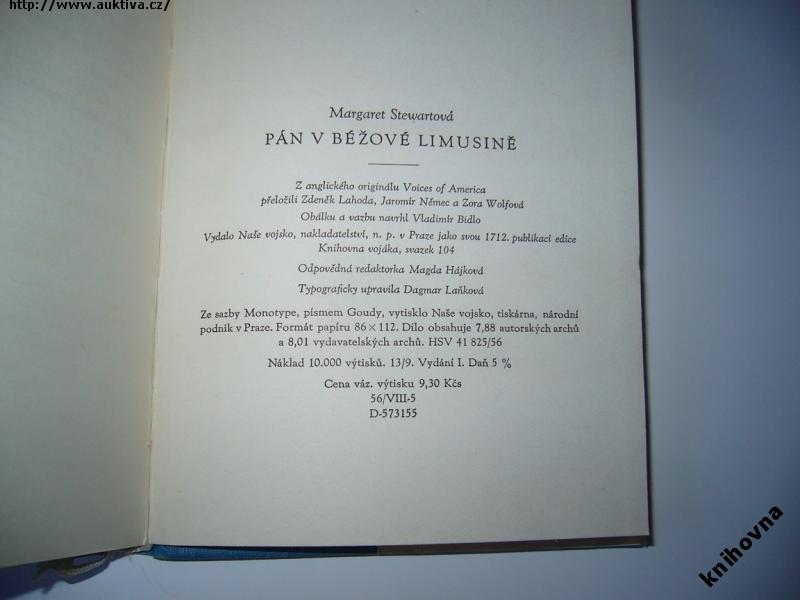 http://www.auktiva.cz/
Margaret Stewartová
PÁN V BÉŽOVÉ LIMUSINĚ
Z anglického originálu Voices of America
přeložili Zdeněk Lahoda, Jaromír Němec a Zora Wolfová
Obálku a vazbu navrhl Vladimír Bidlo
Vydalo Naše vojsko, nakladatelství, n. p. v Praze jako svou 1712. publikaci edice
Knihovna vojáka, svazek 104
Odpovědná redaktorka Magda Hájková
Typograficky upravila Dagmar Laňková
Ze sazby Monotype, písmem Goudy, vytisklo Naše vojsko, tiskárna, národní
podnik v Praze. Formát papíru 86 × 112. Dílo obsahuje 7,88 autorských archů
a 8,01 vydavatelských archů. HSV 41 825/56
Náklad 10.000 výtisků. 13/9. Vydání I. Daň 5 %
Cena váz. výtisku 9,30 Kčs
56/VIII-5
D-573155
knihovna